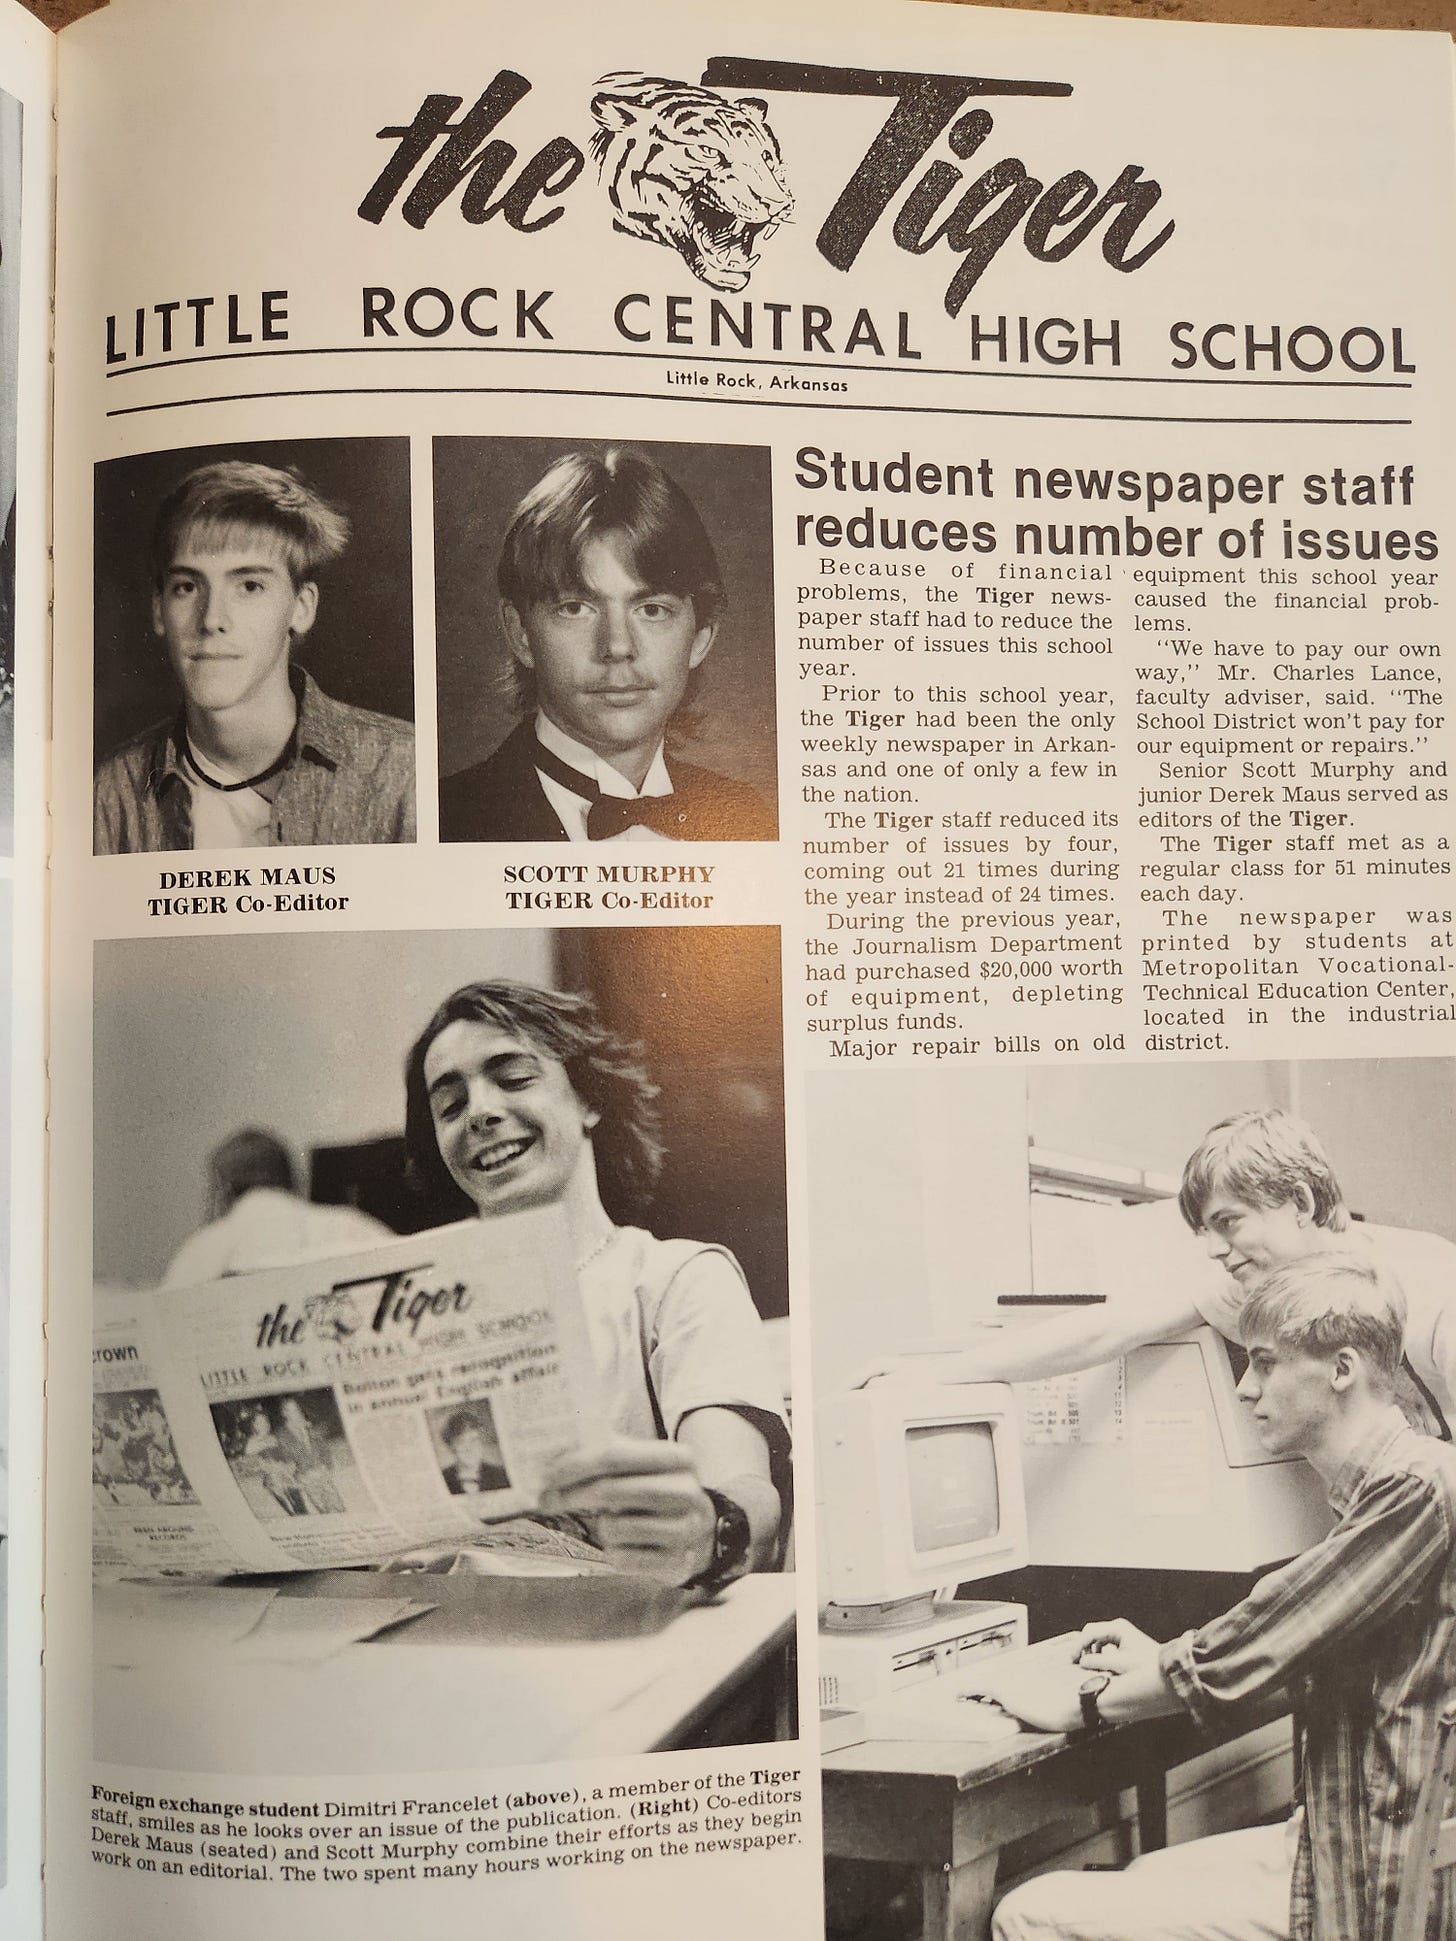 the Tiger
LITTLE ROCK CENTRAL HIGH SCHOOL
Little Rock, Arkansas
DEREK MAUS
TIGER Co-Editor
SCOTT MURPHY
TIGER Co-Editor
Student newspaper staff
reduces number of issues
Because of financial
problems, the Tiger news-
paper staff had to reduce the
number of issues this school
year.
Prior to this school year,
the Tiger had been the only
weekly newspaper in Arkan-
sas and one of only a few in
the nation.
The Tiger staff reduced its
number of issues by four,
coming out 21 times during
the year instead of 24 times.
During the previous year,
the Journalism Department
had purchased $20,000 worth
of equipment, depleting
surplus funds.
Major repair bills on old
equipment this school year
caused the financial prob-
lems.
"We have to pay our own
way,'' Mr. Charles Lance,
faculty adviser, said. "The
School District won't pay for
our equipment or repairs.''
Senior Scott Murphy and
junior Derek Maus served as
editors of the Tiger.
The Tiger staff met as a
regular class for 51 minutes
each day.
The newspaper was
printed by students at
Metropolitan Vocational-
Technical Education Center,
located in the industrial
district.
the Tiger
LITTLE ROCK CENTRAL HIGH SCHOOL
Bolton gets recognition
in annual English affair
Foreign exchange student Dimitri Francelet (above), a member of the Tiger
staff, smiles as he looks over an issue of the publication. (Right) Co-editors
Derek Maus (seated) and Scott Murphy combine their efforts as they begin
work on an editorial. The two spent many hours working on the newspaper.